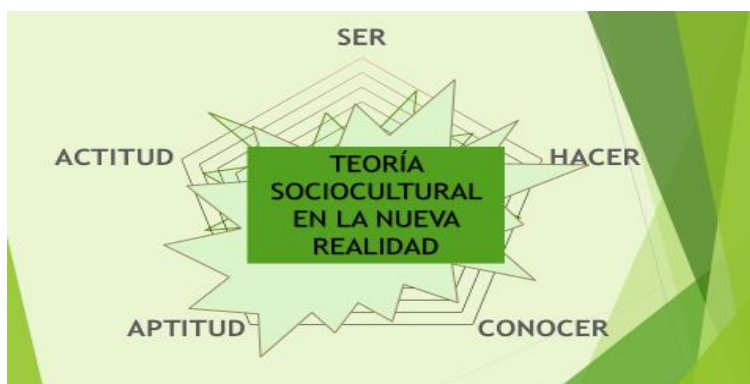 SER
ACTITUD
HACER
TEORÍA
SOCIOCULTURAL
EN LA NUEVA
REALIDAD
APTITUD
CONOCER